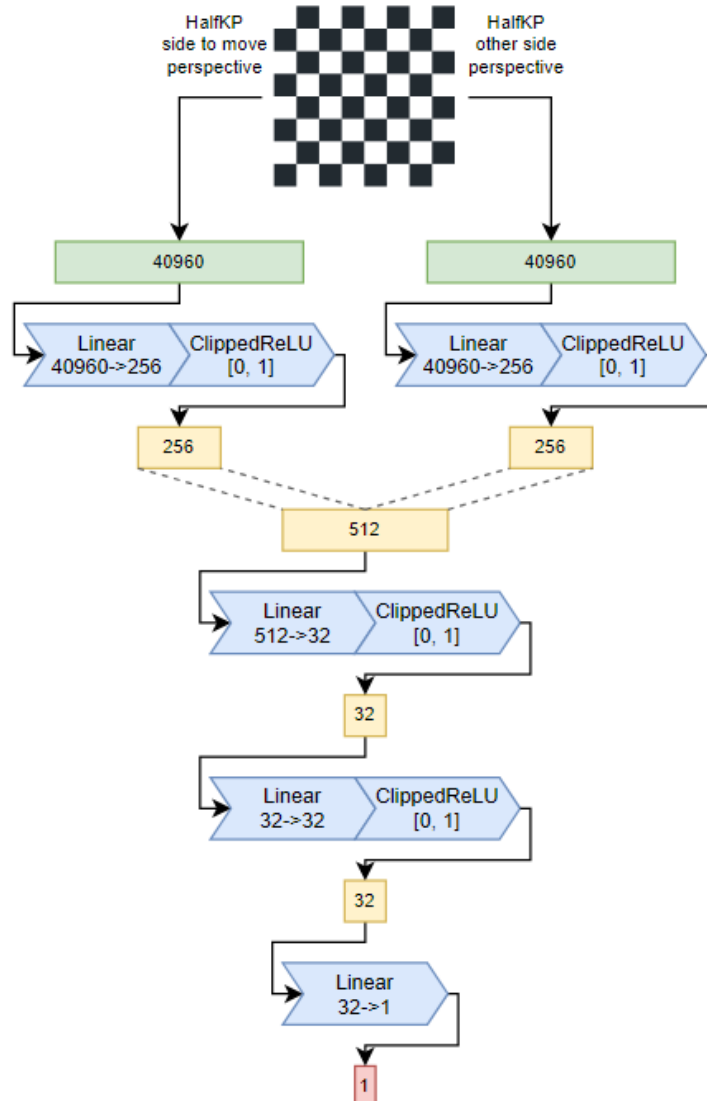 HalfKP
side to move
perspective
HalfKP
other side
perspective
40960
40960
Linear
40960->256
ClippedReLU
[0, 1]
Linear
40960->256
ClippedReLU
[0, 1]
256
256
512
Linear
512->32
ClippedReLU
[0, 1]
32
Linear
32->32
ClippedReLU
[0, 1]
32
Linear
32->1
1